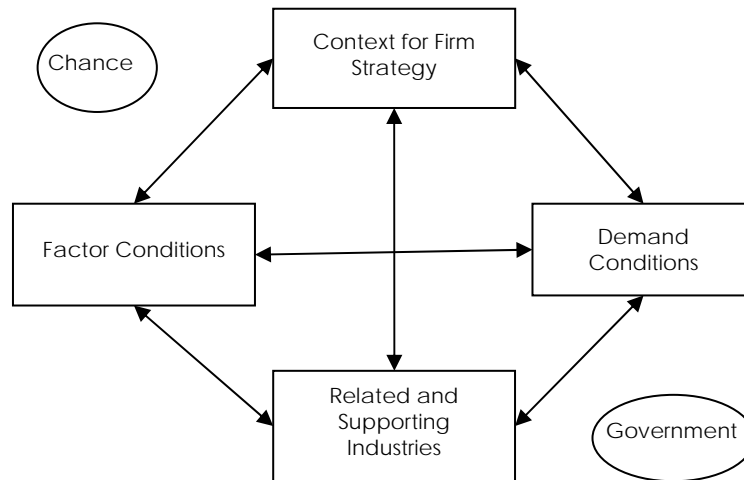 Chance
Context for Firm
Strategy
Factor Conditions
Demand
Conditions
Related and
Supporting
Industries
Government